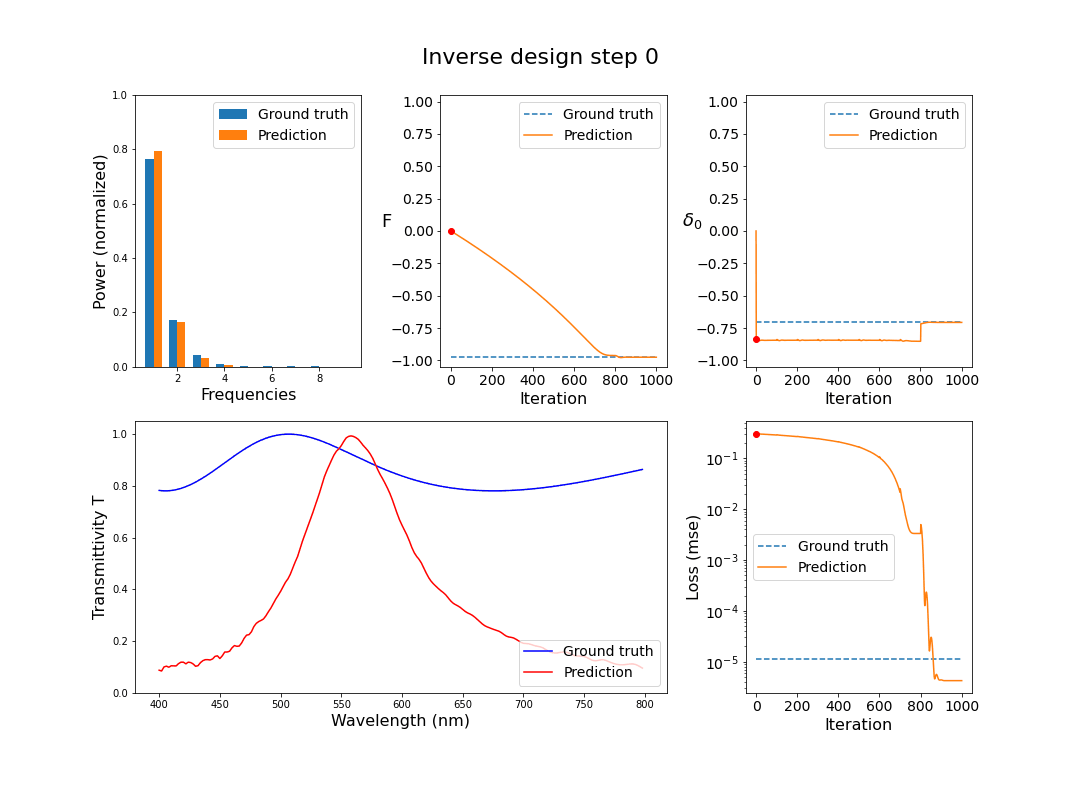 Inverse design step 0
Power (normalized)
1.0
0.8
0.6
0.4
0.2
0.0
Ground truth
Prediction
2 4 6 8
Frequencies
F
1.00
0.75
0.50
0.25
0.00
−0.25
−0.50
−0.75
−1.00
Ground truth
Prediction
0 200 400 600 800 1000
Iteration
δ₀
1.00
0.75
0.50
0.25
0.00
−0.25
−0.50
−0.75
−1.00
Ground truth
Prediction
0 200 400 600 800 1000
Iteration
Transmittivity T
1.0
0.8
0.6
0.4
0.2
0.0
Ground truth
Prediction
400 450 500 550 600 650 700 750 800
Wavelength (nm)
Loss (mse)
10⁻¹
10⁻²
10⁻³
10⁻⁴
10⁻⁵
Ground truth
Prediction
0 200 400 600 800 1000
Iteration